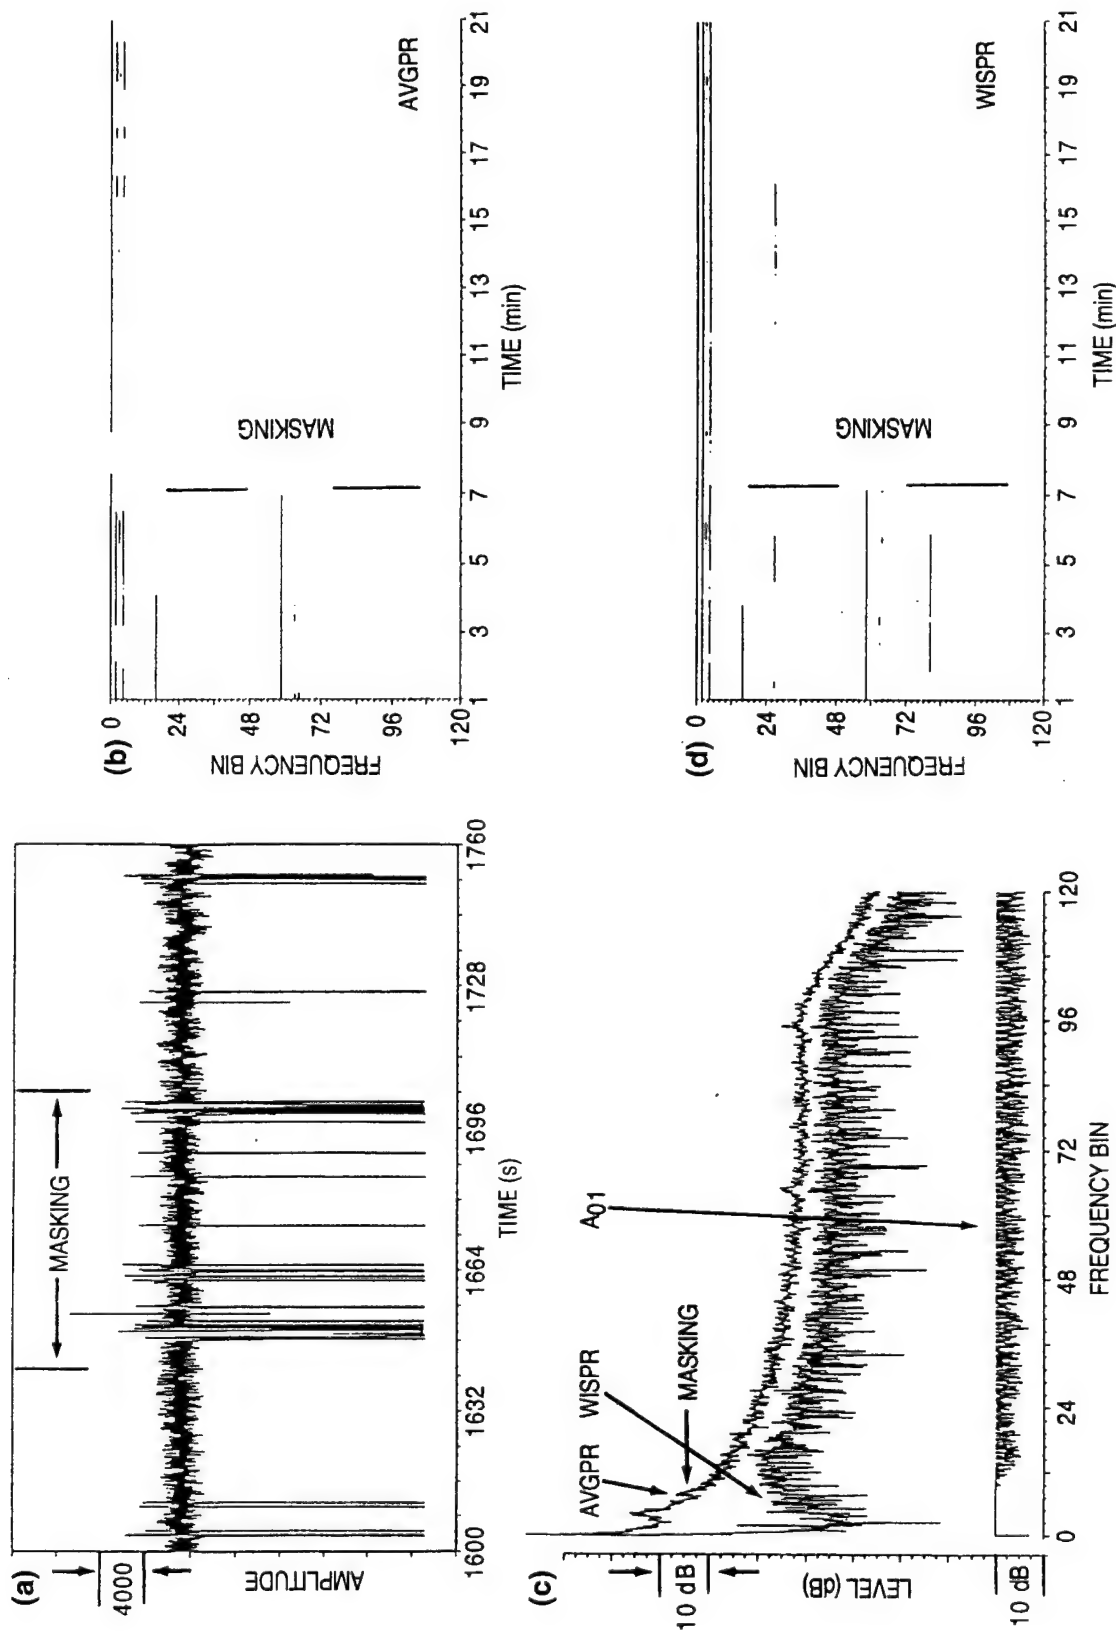 (a)
4000
AMPLITUDE
MASKING
1600 1632 1664 1696 1728 1760
TIME (s)
(b)
0
24
48
72
96
120
FREQUENCY BIN
MASKING
AVGPR
1 3 5 7 9 11 13 15 17 19 21
TIME (min)
(c)
10 dB
LEVEL (dB)
10 dB
AVGPR
WISPR
MASKING
A01
0 24 48 72 96 120
FREQUENCY BIN
(d)
0
24
48
72
96
120
FREQUENCY BIN
MASKING
WISPR
1 3 5 7 9 11 13 15 17 19 21
TIME (min)